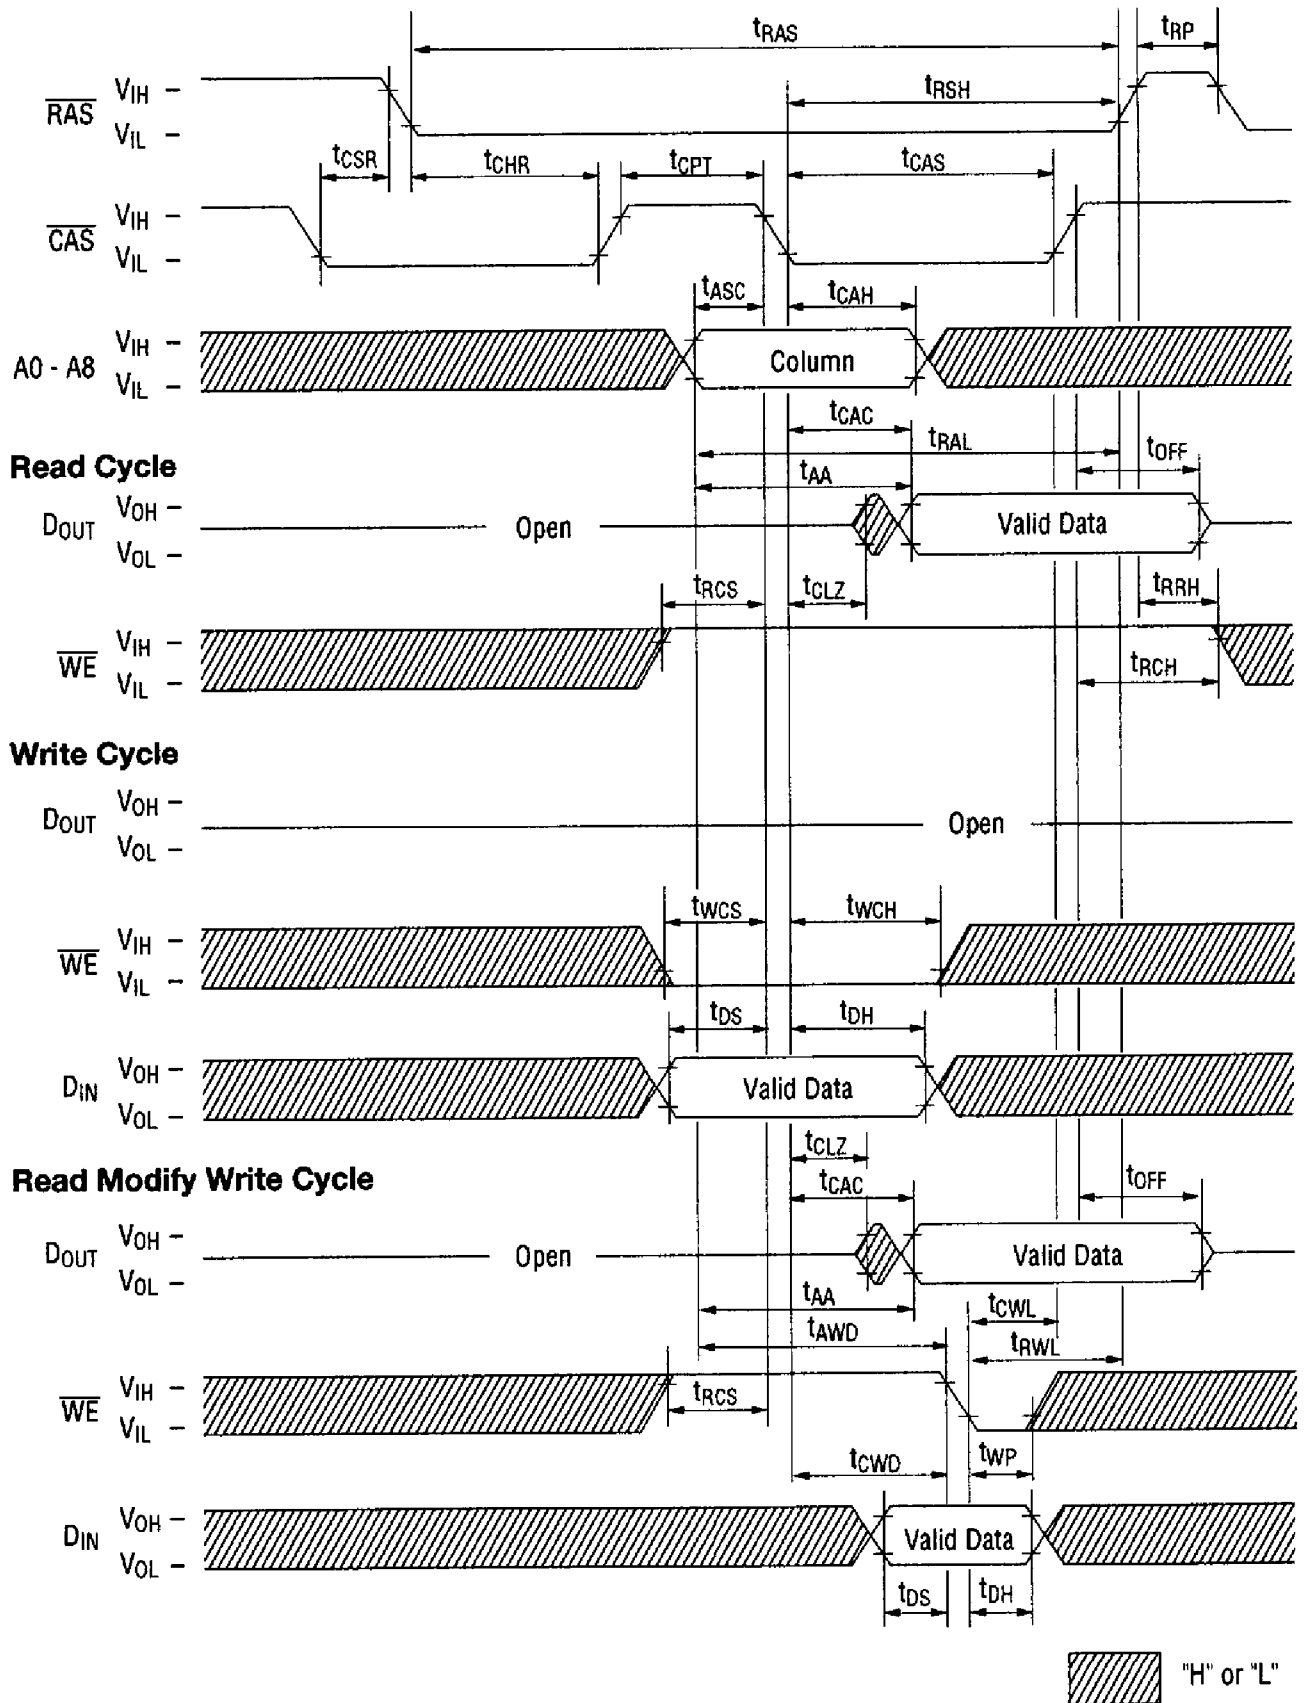 tRAS tRP
tRSH
RAS VIH –
VIL –
tCSR tCHR tCPT tCAS
CAS VIH –
VIL –
tASC tCAH
A0 - A8 VIH –
VIL –
Column
tCAC
tRAL
tOFF
Read Cycle
tAA
DOUT VOH –
VOL –
Open Valid Data
tRCS tCLZ tRRH
WE VIH –
VIL –
tRCH
Write Cycle
DOUT VOH –
VOL –
Open
tWCS tWCH
WE VIH –
VIL –
tDS tDH
DIN VOH –
VOL –
Valid Data
tCLZ
Read Modify Write Cycle
tCAC tOFF
DOUT VOH –
VOL –
Open Valid Data
tAA tCWL
tAWD tRWL
WE VIH –
VIL –
tRCS
tCWD tWP
DIN VOH –
VOL –
Valid Data
tDS tDH
"H" or "L"